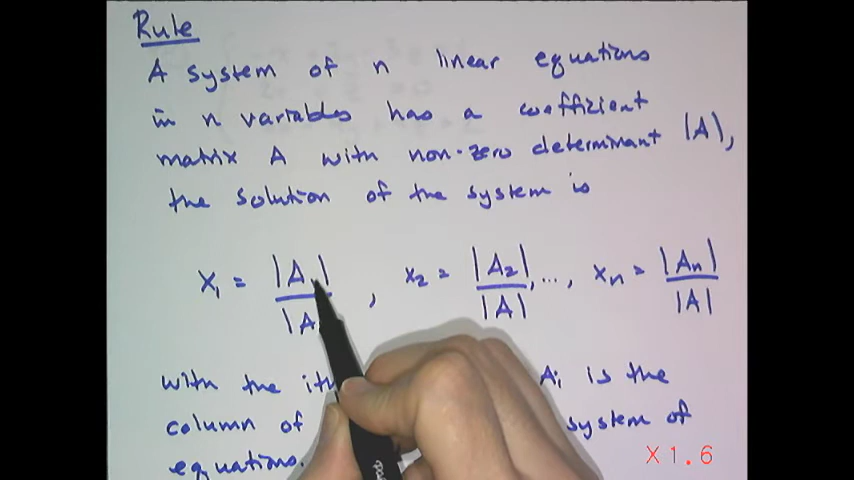 Rule
A system of n linear equations
in n variables has a coefficient
matrix A with non-zero determinant |A|,
the solution of the system is
x₁ = |A₁| / |A| , x₂ = |A₂| / |A| , ..., xₙ = |Aₙ| / |A|
with the ith Aᵢ is the
column of system of
equations.
X1.6